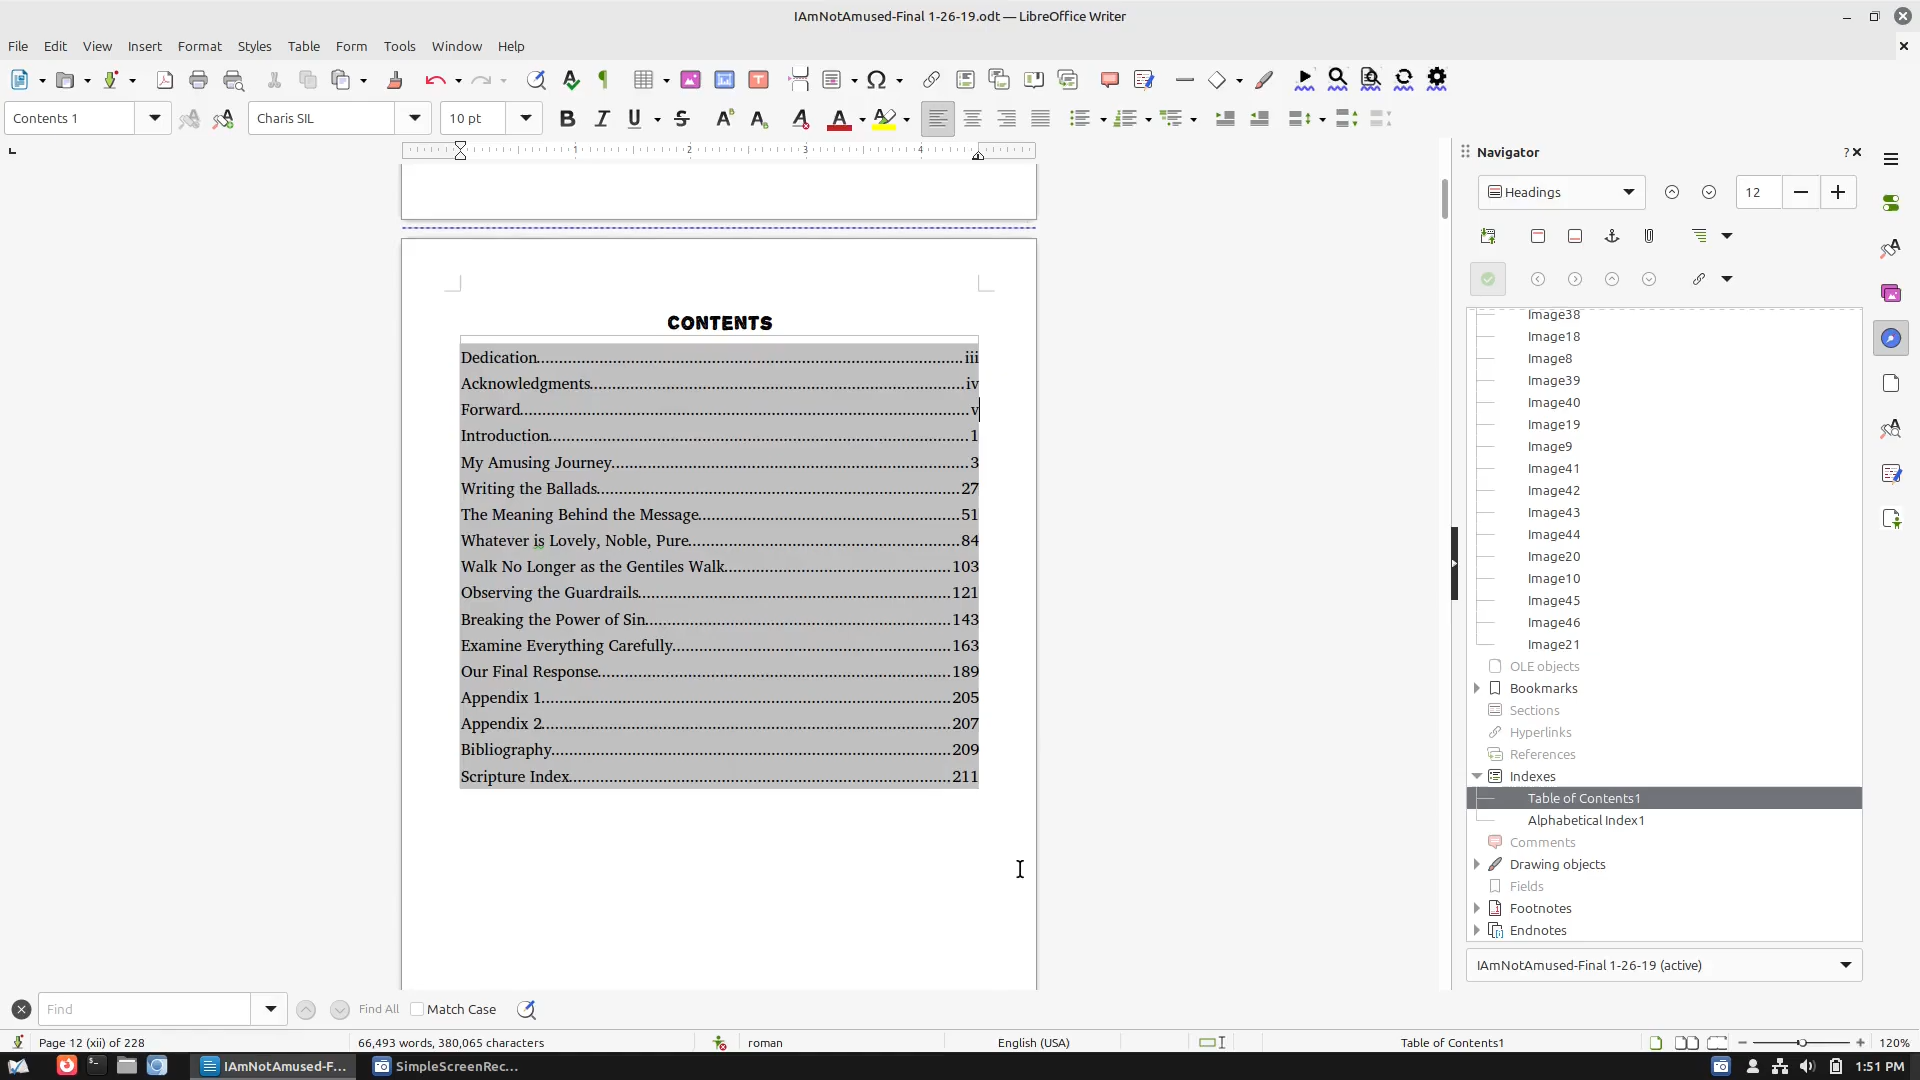 IAmNotAmused-Final 1-26-19.odt — LibreOffice Writer
File Edit View Insert Format Styles Table Form Tools Window Help
Contents 1 Charis SIL 10 pt
1 2 3 4
CONTENTS
Dedication iii
Acknowledgments iv
Forward v
Introduction 1
My Amusing Journey 3
Writing the Ballads 27
The Meaning Behind the Message 51
Whatever is Lovely, Noble, Pure 84
Walk No Longer as the Gentiles Walk 103
Observing the Guardrails 121
Breaking the Power of Sin 143
Examine Everything Carefully 163
Our Final Response 189
Appendix 1 205
Appendix 2 207
Bibliography 209
Scripture Index 211
Navigator ?
Headings 12
Image38
Image18
Image8
Image39
Image40
Image19
Image9
Image41
Image42
Image43
Image44
Image20
Image10
Image45
Image46
Image21
OLE objects
Bookmarks
Sections
Hyperlinks
References
Indexes
Table of Contents1
Alphabetical Index1
Comments
Drawing objects
Fields
Footnotes
Endnotes
IAmNotAmused-Final 1-26-19 (active)
Find Find All Match Case
Page 12 (xii) of 228 66,493 words, 380,065 characters roman English (USA) Table of Contents1 120%
IAmNotAmused-F... SimpleScreenRec... 1:51 PM